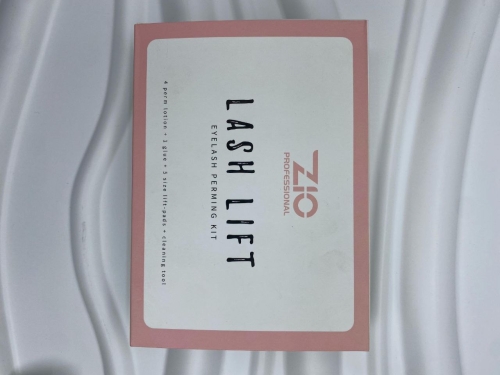 ZIO
PROFESSIONAL
LASH LIFT
EYELASH PERMING KIT
4 perm lotion + 3 glue + 5 size lift-pads + cleaning tool